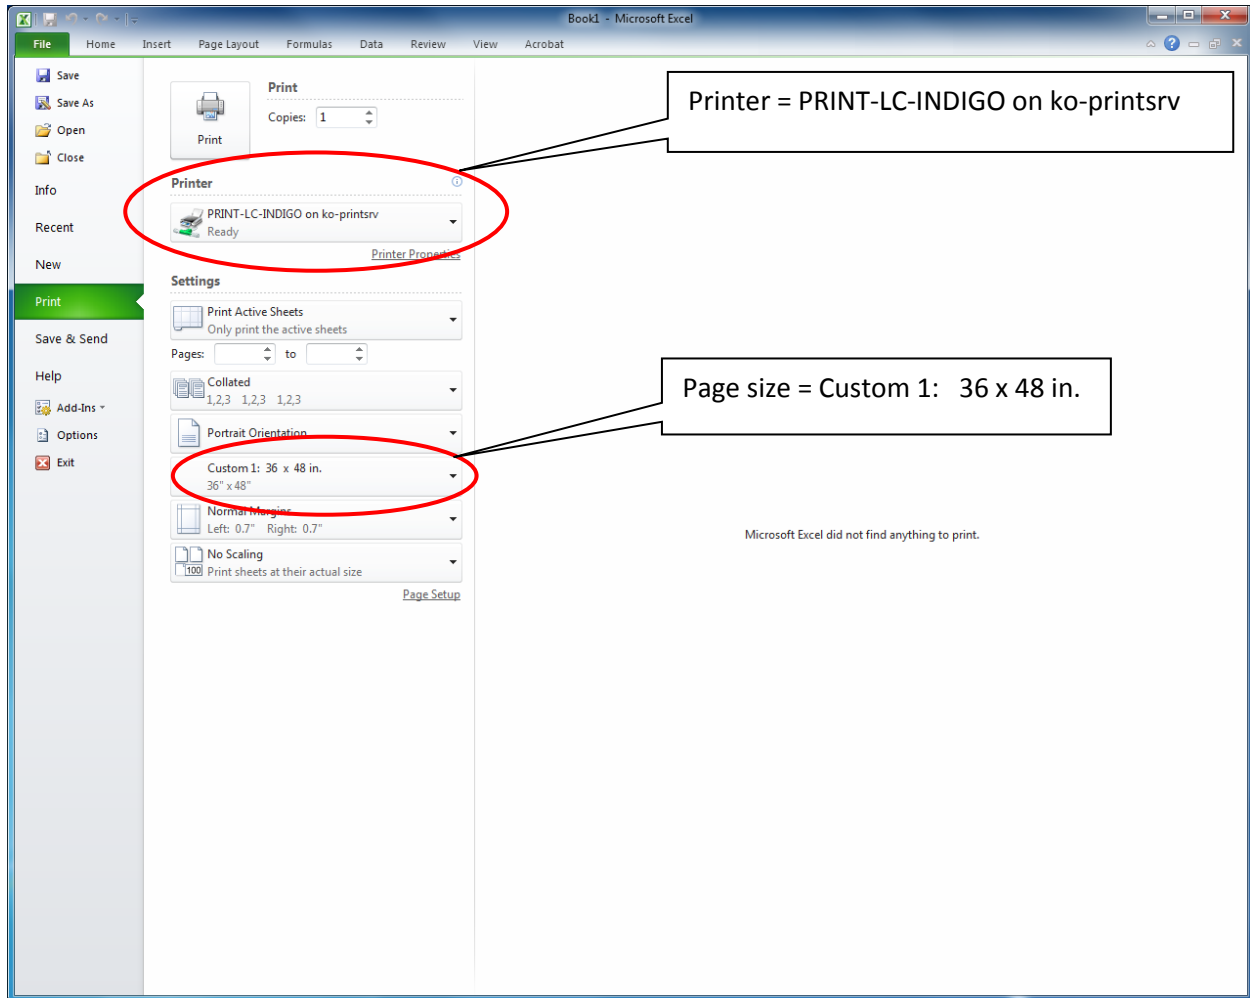 Book1 - Microsoft Excel
File Home Insert Page Layout Formulas Data Review View Acrobat
Save
Save As
Open
Close
Info
Recent
New
Print
Save & Send
Help
Add-Ins
Options
Exit
Print
Print
Copies: 1
Printer
PRINT-LC-INDIGO on ko-printsrv
Ready
Printer Properties
Settings
Print Active Sheets
Only print the active sheets
Pages: to
Collated
1,2,3 1,2,3 1,2,3
Portrait Orientation
Custom 1: 36 x 48 in.
36" x 48"
Normal Margins
Left: 0.7" Right: 0.7"
No Scaling
100
Print sheets at their actual size
Page Setup
Printer = PRINT-LC-INDIGO on ko-printsrv
Page size = Custom 1: 36 x 48 in.
Microsoft Excel did not find anything to print.